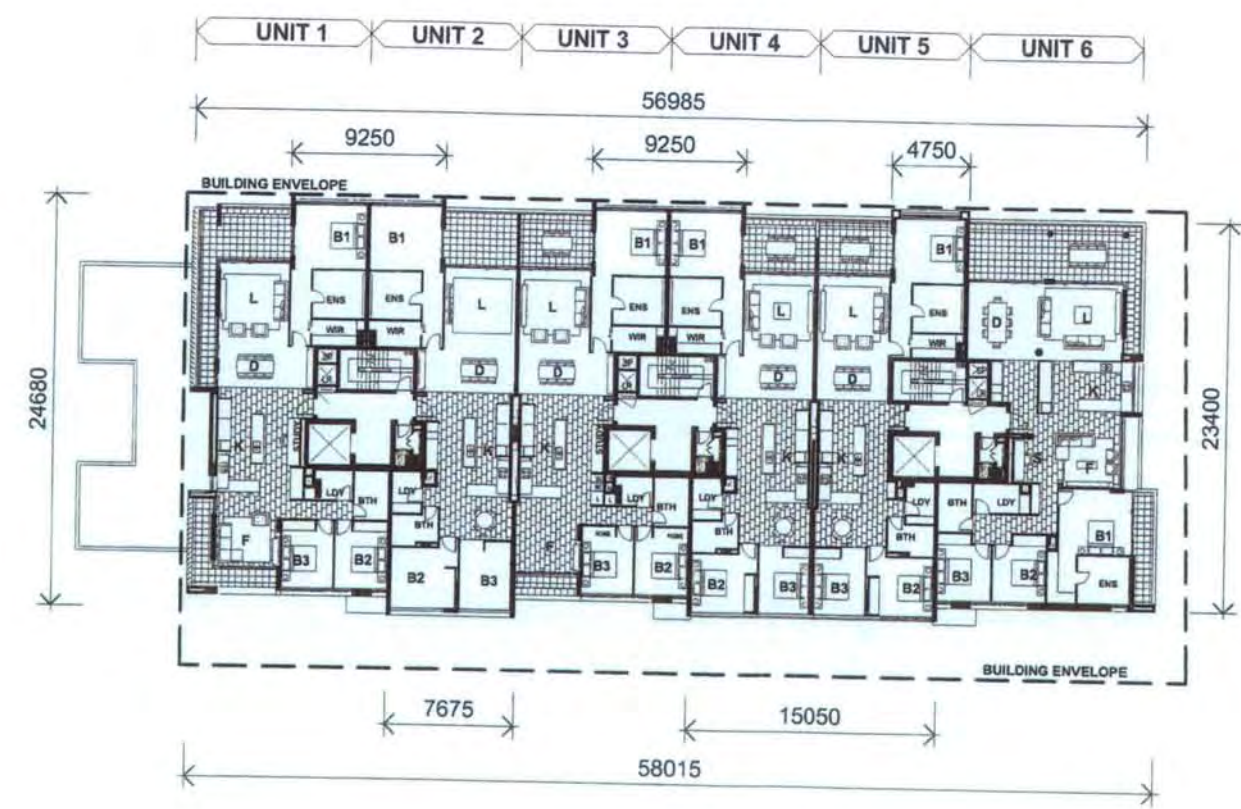 UNIT 1 UNIT 2 UNIT 3 UNIT 4 UNIT 5 UNIT 6
56985
9250 9250 4750
BUILDING ENVELOPE
24680
23400
B1 B1 B1 B1 B1
ENS ENS ENS ENS ENS
L L L L L D L
WIR WIR WIR WIR WIR
D D D D D
K K K K K K
STUDY STUDY
S F
LDY BTH LDY LDY BTH LDY LDY BTH LDY
BTH BTH BTH
F B3 B2 F B3 B2 B3 B2 B1
B2 B3 B2 B3 B3 B2 ENS
BUILDING ENVELOPE
7675 15050
58015